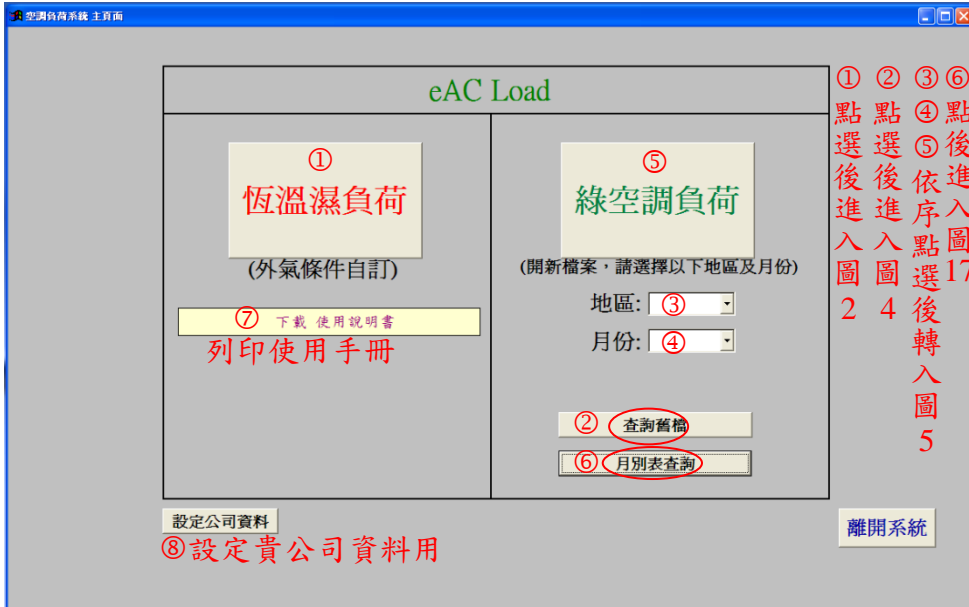 空調負荷系統 主頁面
eAC Load
①
恆溫濕負荷
(外氣條件自訂)
⑦ 下載 使用說明書
列印使用手冊
⑤
綠空調負荷
(開新檔案,請選擇以下地區及月份)
地區: ③
月份: ④
② 查詢舊檔
⑥ 月別表查詢
設定公司資料
⑧設定貴公司資料用
離開系統
①點選後進入圖2
②點選後進入圖4
③④⑤依序點選後轉入圖5
⑥點後進入圖17